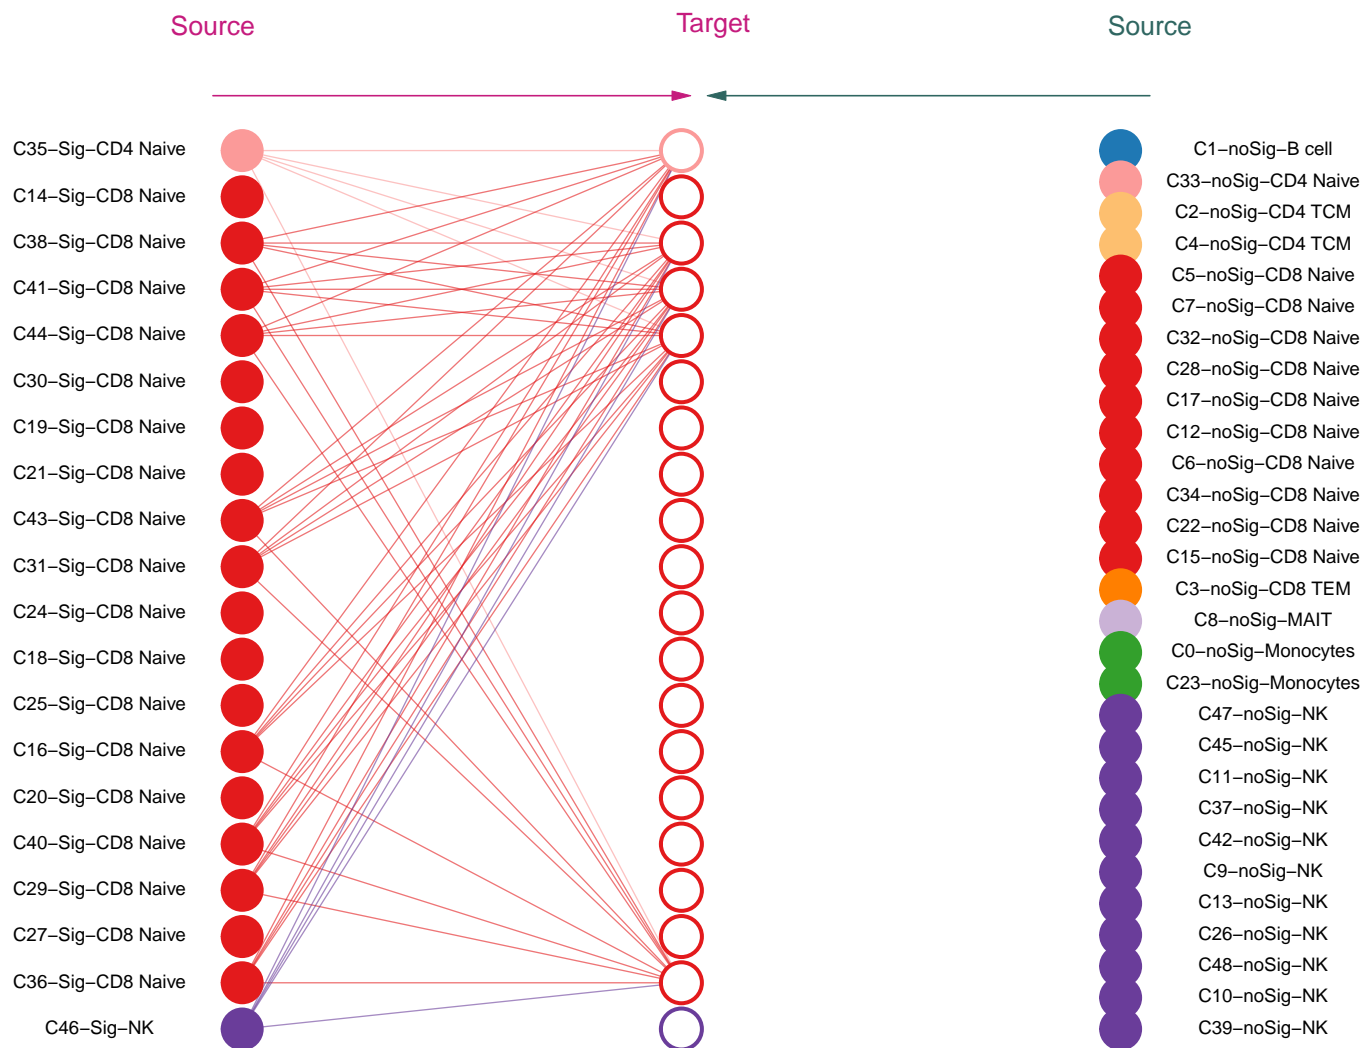 Source
Target
Source
C35−Sig−CD4 Naive
C14−Sig−CD8 Naive
C38−Sig−CD8 Naive
C41−Sig−CD8 Naive
C44−Sig−CD8 Naive
C30−Sig−CD8 Naive
C19−Sig−CD8 Naive
C21−Sig−CD8 Naive
C43−Sig−CD8 Naive
C31−Sig−CD8 Naive
C24−Sig−CD8 Naive
C18−Sig−CD8 Naive
C25−Sig−CD8 Naive
C16−Sig−CD8 Naive
C20−Sig−CD8 Naive
C40−Sig−CD8 Naive
C29−Sig−CD8 Naive
C27−Sig−CD8 Naive
C36−Sig−CD8 Naive
C46−Sig−NK
C1−noSig−B cell
C33−noSig−CD4 Naive
C2−noSig−CD4 TCM
C4−noSig−CD4 TCM
C5−noSig−CD8 Naive
C7−noSig−CD8 Naive
C32−noSig−CD8 Naive
C28−noSig−CD8 Naive
C17−noSig−CD8 Naive
C12−noSig−CD8 Naive
C6−noSig−CD8 Naive
C34−noSig−CD8 Naive
C22−noSig−CD8 Naive
C15−noSig−CD8 Naive
C3−noSig−CD8 TEM
C8−noSig−MAIT
C0−noSig−Monocytes
C23−noSig−Monocytes
C47−noSig−NK
C45−noSig−NK
C11−noSig−NK
C37−noSig−NK
C42−noSig−NK
C9−noSig−NK
C13−noSig−NK
C26−noSig−NK
C48−noSig−NK
C10−noSig−NK
C39−noSig−NK